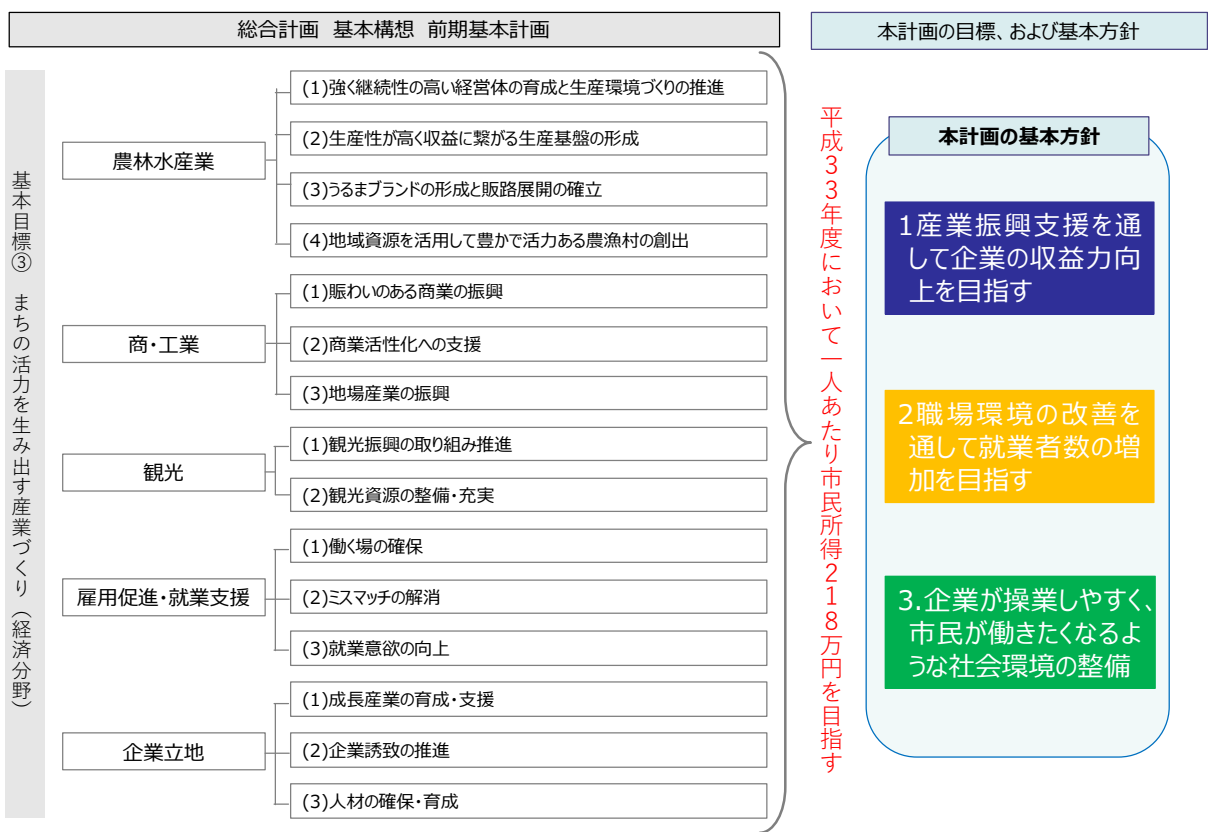 総合計画 基本構想 前期基本計画
本計画の目標、および基本方針
基本目標③ まちの活力を生み出す産業づくり（経済分野）
農林水産業
(1)強く継続性の高い経営体の育成と生産環境づくりの推進
(2)生産性が高く収益に繋がる生産基盤の形成
(3)うるまブランドの形成と販路展開の確立
(4)地域資源を活用して豊かで活力ある農漁村の創出
商・工業
(1)賑わいのある商業の振興
(2)商業活性化への支援
(3)地場産業の振興
観光
(1)観光振興の取り組み推進
(2)観光資源の整備・充実
雇用促進・就業支援
(1)働く場の確保
(2)ミスマッチの解消
(3)就業意欲の向上
企業立地
(1)成長産業の育成・支援
(2)企業誘致の推進
(3)人材の確保・育成
平成33年度において一人あたり市民所得218万円を目指す
本計画の基本方針
1産業振興支援を通
して企業の収益力向
上を目指す
2職場環境の改善を
通して就業者数の増
加を目指す
3.企業が操業しやすく、
市民が働きたくなるよ
うな社会環境の整備